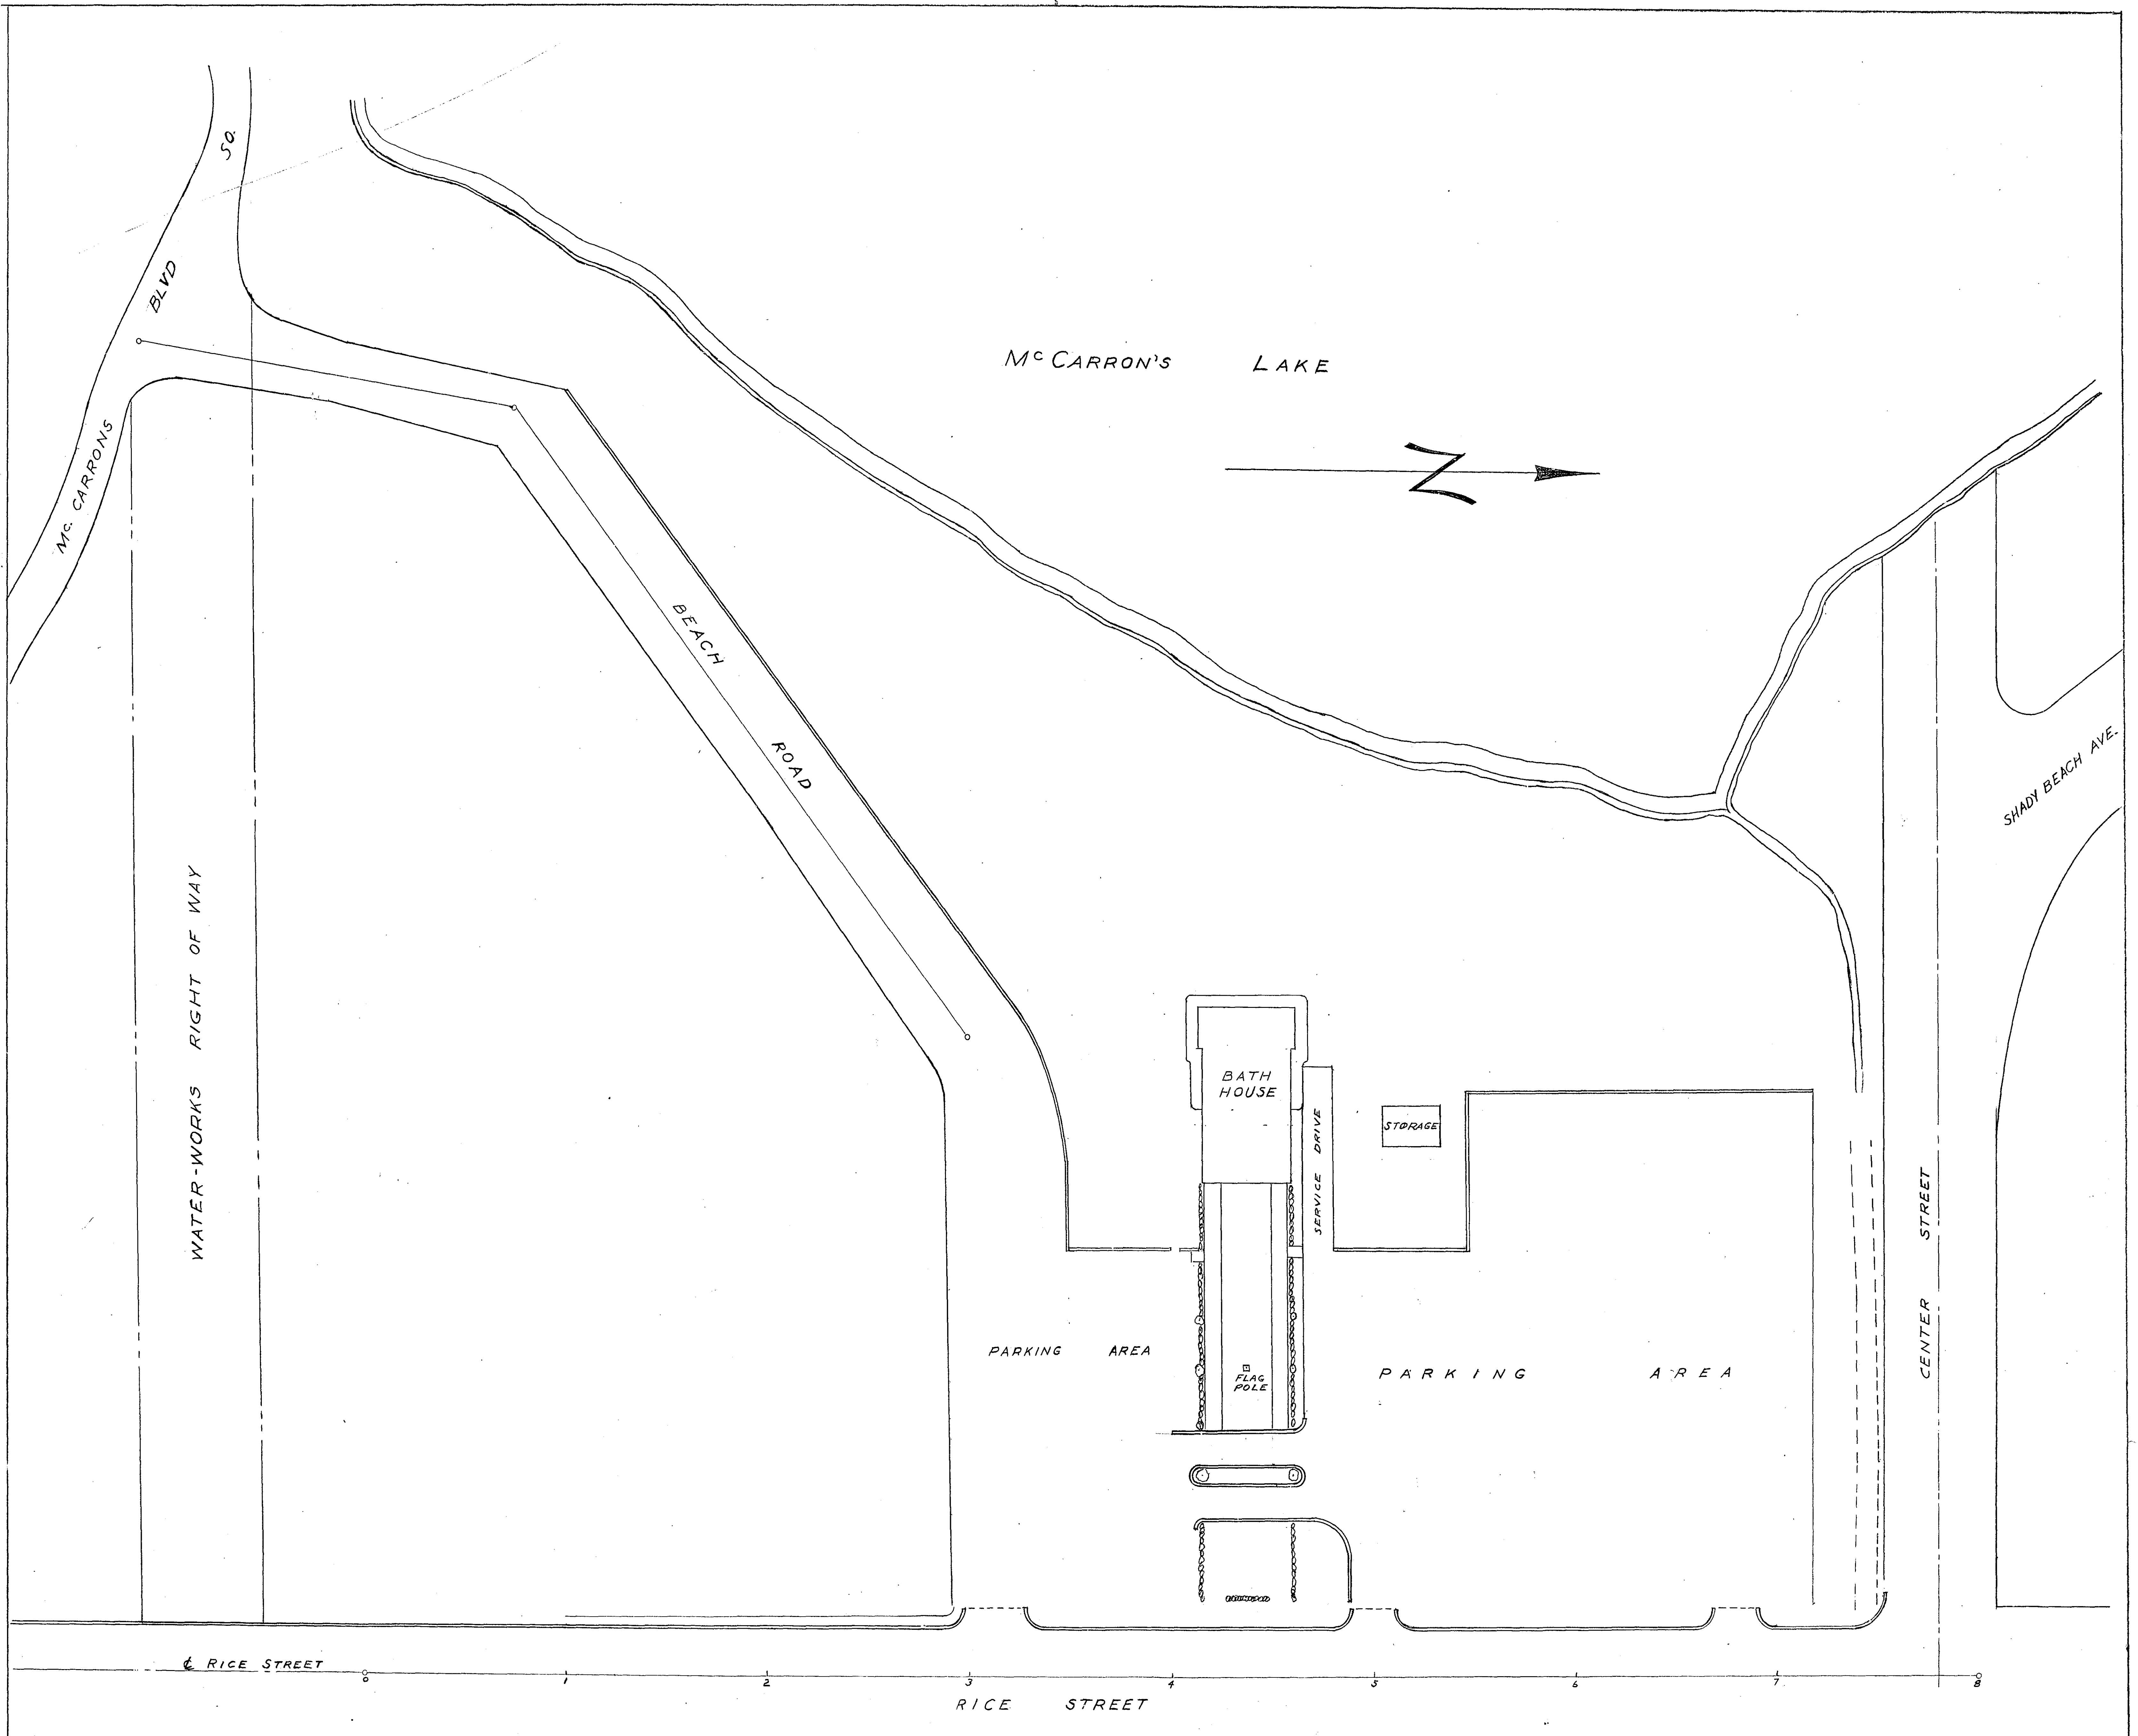 SO.
BLVD
Mc. CARRONS
Mc CARRON'S LAKE
N
BEACH ROAD
SHADY BEACH AVE.
WATER-WORKS RIGHT OF WAY
BATH
HOUSE
SERVICE DRIVE
STORAGE
CENTER STREET
PARKING AREA
FLAG
POLE
PARKING AREA
℄ RICE STREET
0 1 2 3 4 5 6 7 8
RICE STREET